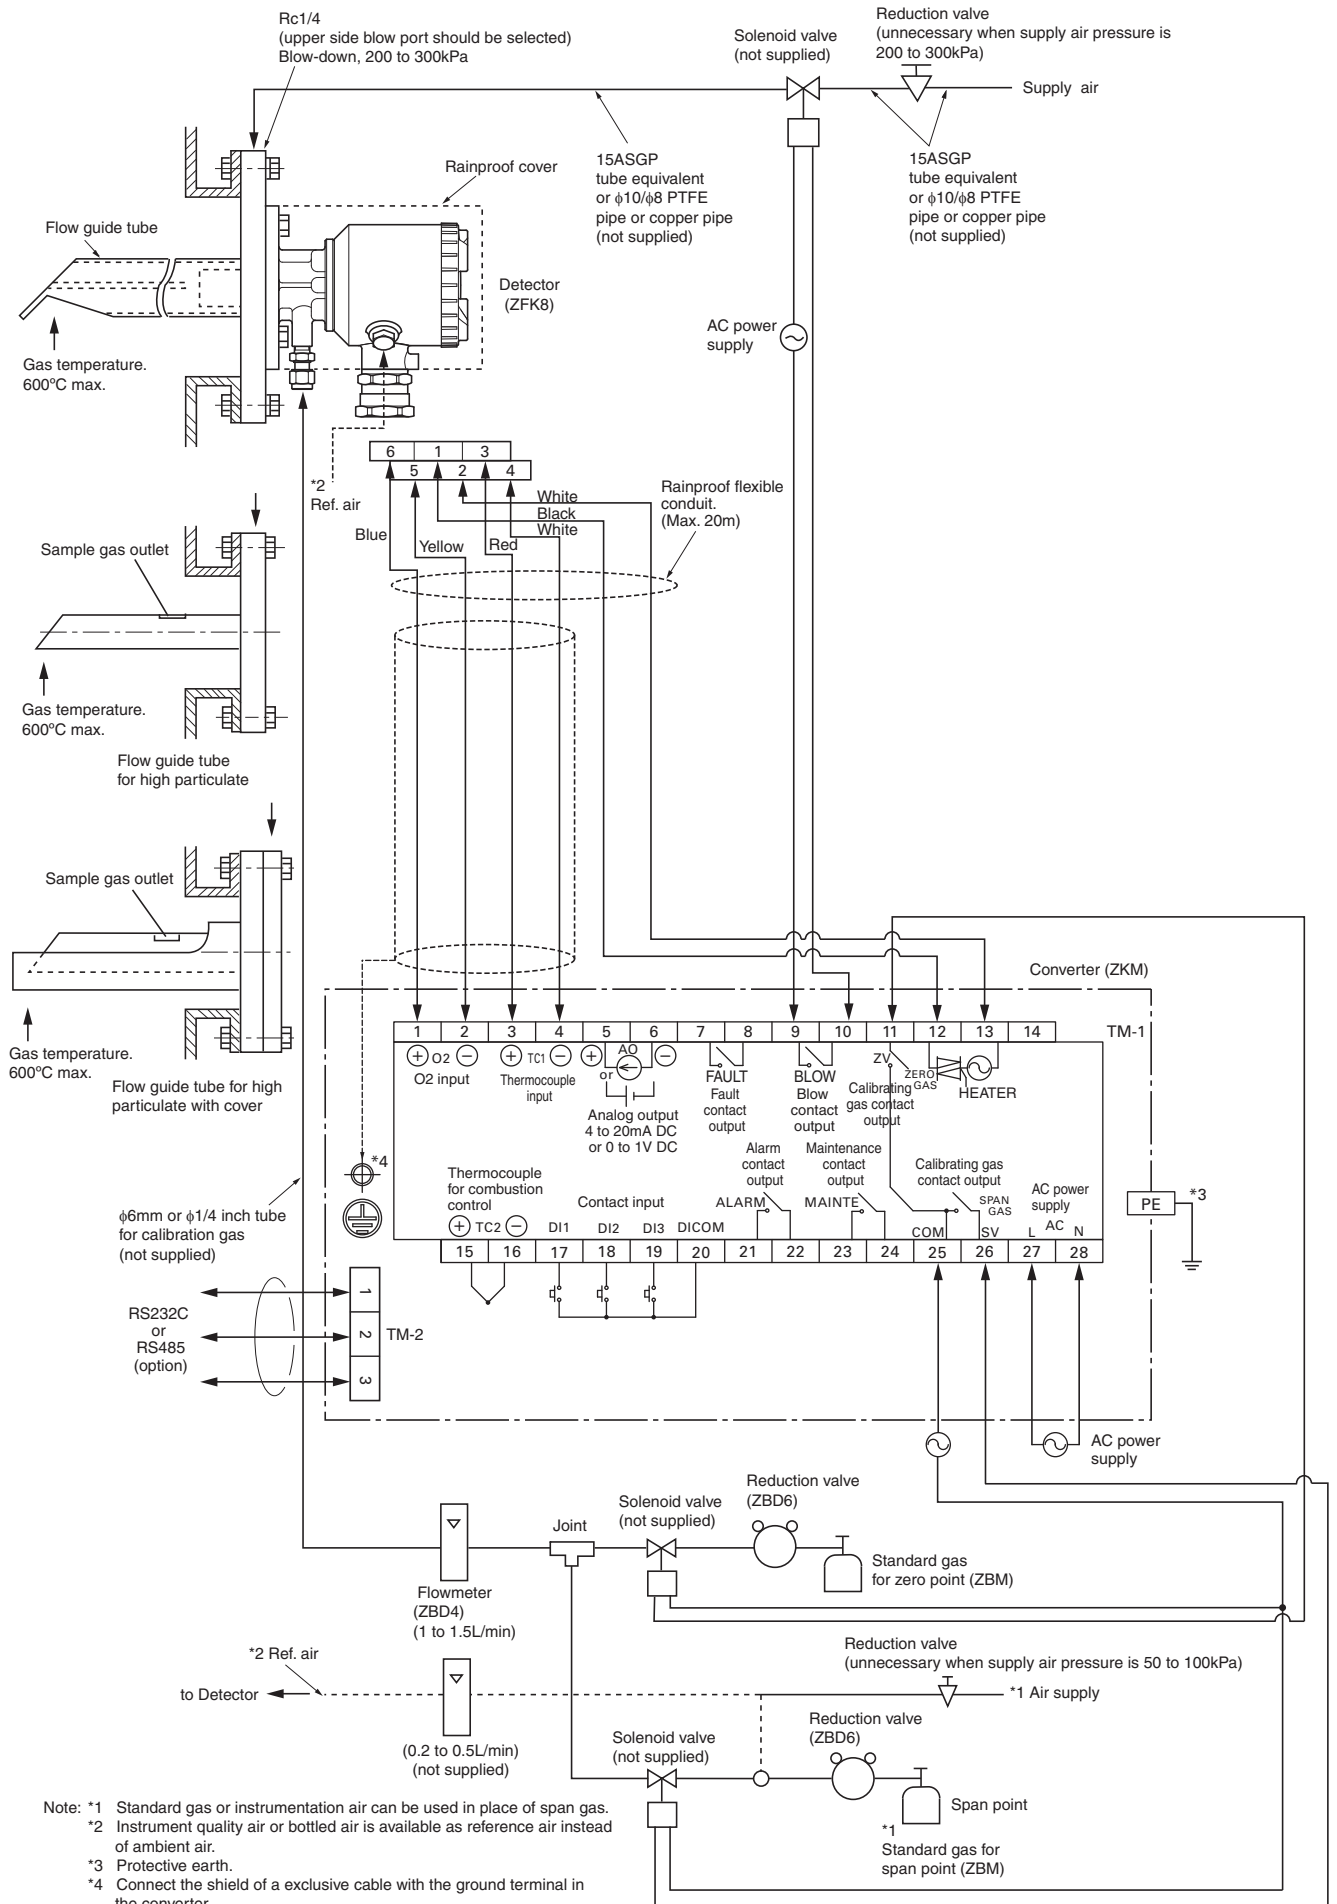 Rc1/4
(upper side blow port should be selected)
Blow-down, 200 to 300kPa
Solenoid valve
(not supplied)
Reduction valve
(unnecessary when supply air pressure is
200 to 300kPa)
Supply air
15ASGP
tube equivalent
or ϕ10/ϕ8 PTFE
pipe or copper pipe
(not supplied)
15ASGP
tube equivalent
or ϕ10/ϕ8 PTFE
pipe or copper pipe
(not supplied)
Rainproof cover
Flow guide tube
Detector
(ZFK8)
AC power
supply
Gas temperature.
600°C max.
6 1 3
5 2 4
*2
Ref. air
White
Black
White
Blue
Yellow
Red
Rainproof flexible
conduit.
(Max. 20m)
Sample gas outlet
Gas temperature.
600°C max.
Flow guide tube
for high particulate
Sample gas outlet
Gas temperature.
600°C max.
Flow guide tube for high
particulate with cover
Converter (ZKM)
1 2 3 4 5 6 7 8 9 10 11 12 13 14
TM-1
+ O2 −
O2 input
+ TC1 −
Thermocouple
input
+ AO −
or
Analog output
4 to 20mA DC
or 0 to 1V DC
FAULT
Fault
contact
output
BLOW
Blow
contact
output
ZV
ZERO
GAS
Calibrating
gas contact
output
HEATER
*4
Thermocouple
for combustion
control
+ TC2 −
Contact input
DI1 DI2 DI3 DICOM
Alarm
contact
output
ALARM
Maintenance
contact
output
MAINTE
Calibrating gas
contact output
SPAN
GAS
COM
SV
AC power
supply
L AC N
15 16 17 18 19 20 21 22 23 24 25 26 27 28
PE
*3
ϕ6mm or ϕ1/4 inch tube
for calibration gas
(not supplied)
RS232C
or
RS485
(option)
1
2
3
TM-2
AC power
supply
Reduction valve
(ZBD6)
Solenoid valve
(not supplied)
Joint
Standard gas
for zero point (ZBM)
Flowmeter
(ZBD4)
(1 to 1.5L/min)
*2 Ref. air
to Detector
Reduction valve
(unnecessary when supply air pressure is 50 to 100kPa)
*1 Air supply
(0.2 to 0.5L/min)
(not supplied)
Solenoid valve
(not supplied)
Reduction valve
(ZBD6)
Span point
*1
Standard gas for
span point (ZBM)
Note: *1 Standard gas or instrumentation air can be used in place of span gas.
*2 Instrument quality air or bottled air is available as reference air instead
of ambient air.
*3 Protective earth.
*4 Connect the shield of a exclusive cable with the ground terminal in
the converter